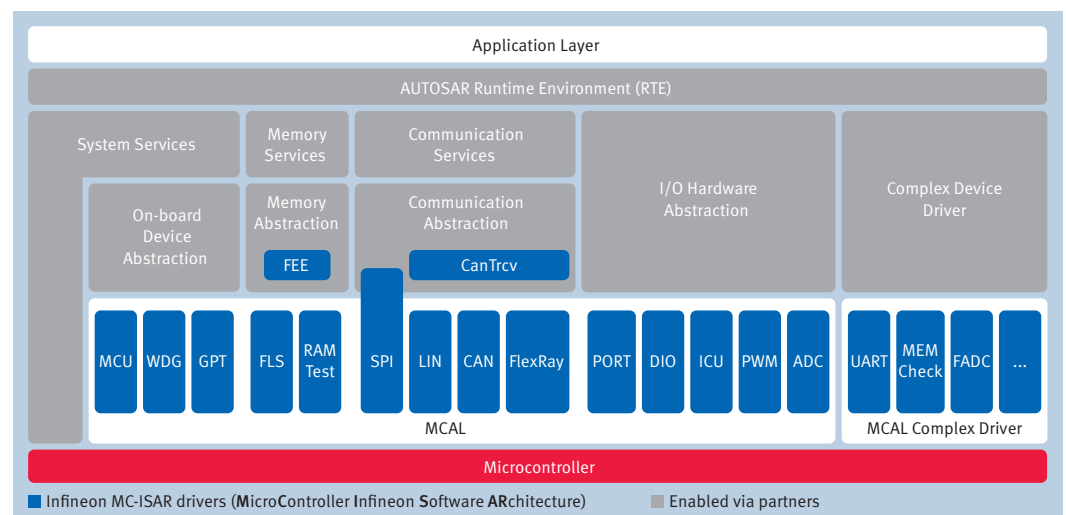 Application Layer
AUTOSAR Runtime Environment (RTE)
System Services
Memory
Services
Communication
Services
I/O Hardware
Abstraction
Complex Device
Driver
On-board
Device
Abstraction
Memory
Abstraction
FEE
Communication
Abstraction
CanTrcv
MCU
WDG
GPT
FLS
RAM
Test
SPI
LIN
CAN
FlexRay
PORT
DIO
ICU
PWM
ADC
UART
MEM
Check
FADC
...
MCAL
MCAL Complex Driver
Microcontroller
Infineon MC-ISAR drivers (MicroController Infineon Software ARchitecture)
Enabled via partners